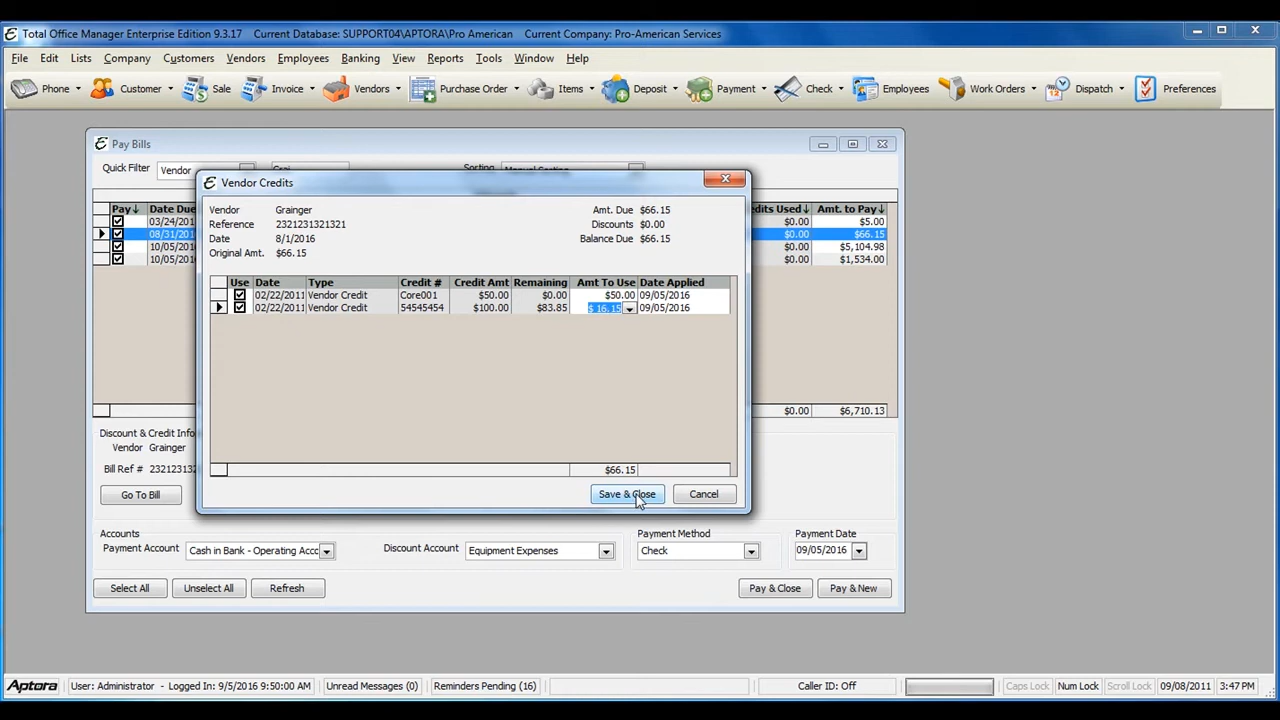 Total Office Manager Enterprise Edition 9.3.17 Current Database: SUPPORT04\APTORA\Pro American Current Company: Pro-American Services
File Edit Lists Company Customers Vendors Employees Banking View Reports Tools Window Help
Phone Customer Sale Invoice Vendors Purchase Order Items Deposit Payment Check Employees Work Orders Dispatch Preferences
Pay Bills
Quick Filter Vendor
Pay Date Due edits Used Amt. to Pay
03/24/201 $0.00 $5.00
08/31/201 $0.00 $66.15
10/05/201 $0.00 $5,104.98
10/05/201 $0.00 $1,534.00
Vendor Credits
Vendor Grainger Amt. Due $66.15
Reference 2321231321321 Discounts $0.00
Date 8/1/2016 Balance Due $66.15
Original Amt. $66.15
Use Date Type Credit # Credit Amt Remaining Amt To Use Date Applied
02/22/2011 Vendor Credit Core001 $50.00 $0.00 $50.00 09/05/2016
02/22/2011 Vendor Credit 54545454 $100.00 $83.85 $ 16.15 09/05/2016
$66.15
Save & Close Cancel
$0.00 $6,710.13
Discount & Credit Info
Vendor Grainger
Bill Ref # 23212313
Go To Bill
Accounts Payment Method Payment Date
Payment Account Cash in Bank - Operating Accc Discount Account Equipment Expenses Check 09/05/2016
Select All Unselect All Refresh Pay & Close Pay & New
Aptora User: Administrator - Logged In: 9/5/2016 9:50:00 AM Unread Messages (0) Reminders Pending (16) Caller ID: Off Caps Lock Num Lock Scroll Lock 09/08/2011 3:47 PM